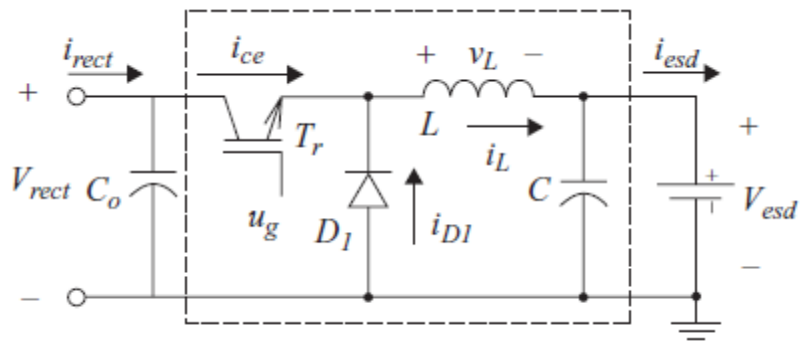 i_rect i_ce + v_L − i_esd
+ T_r L i_L +
V_rect C_o u_g D_1 i_D1 C + V_esd
− −